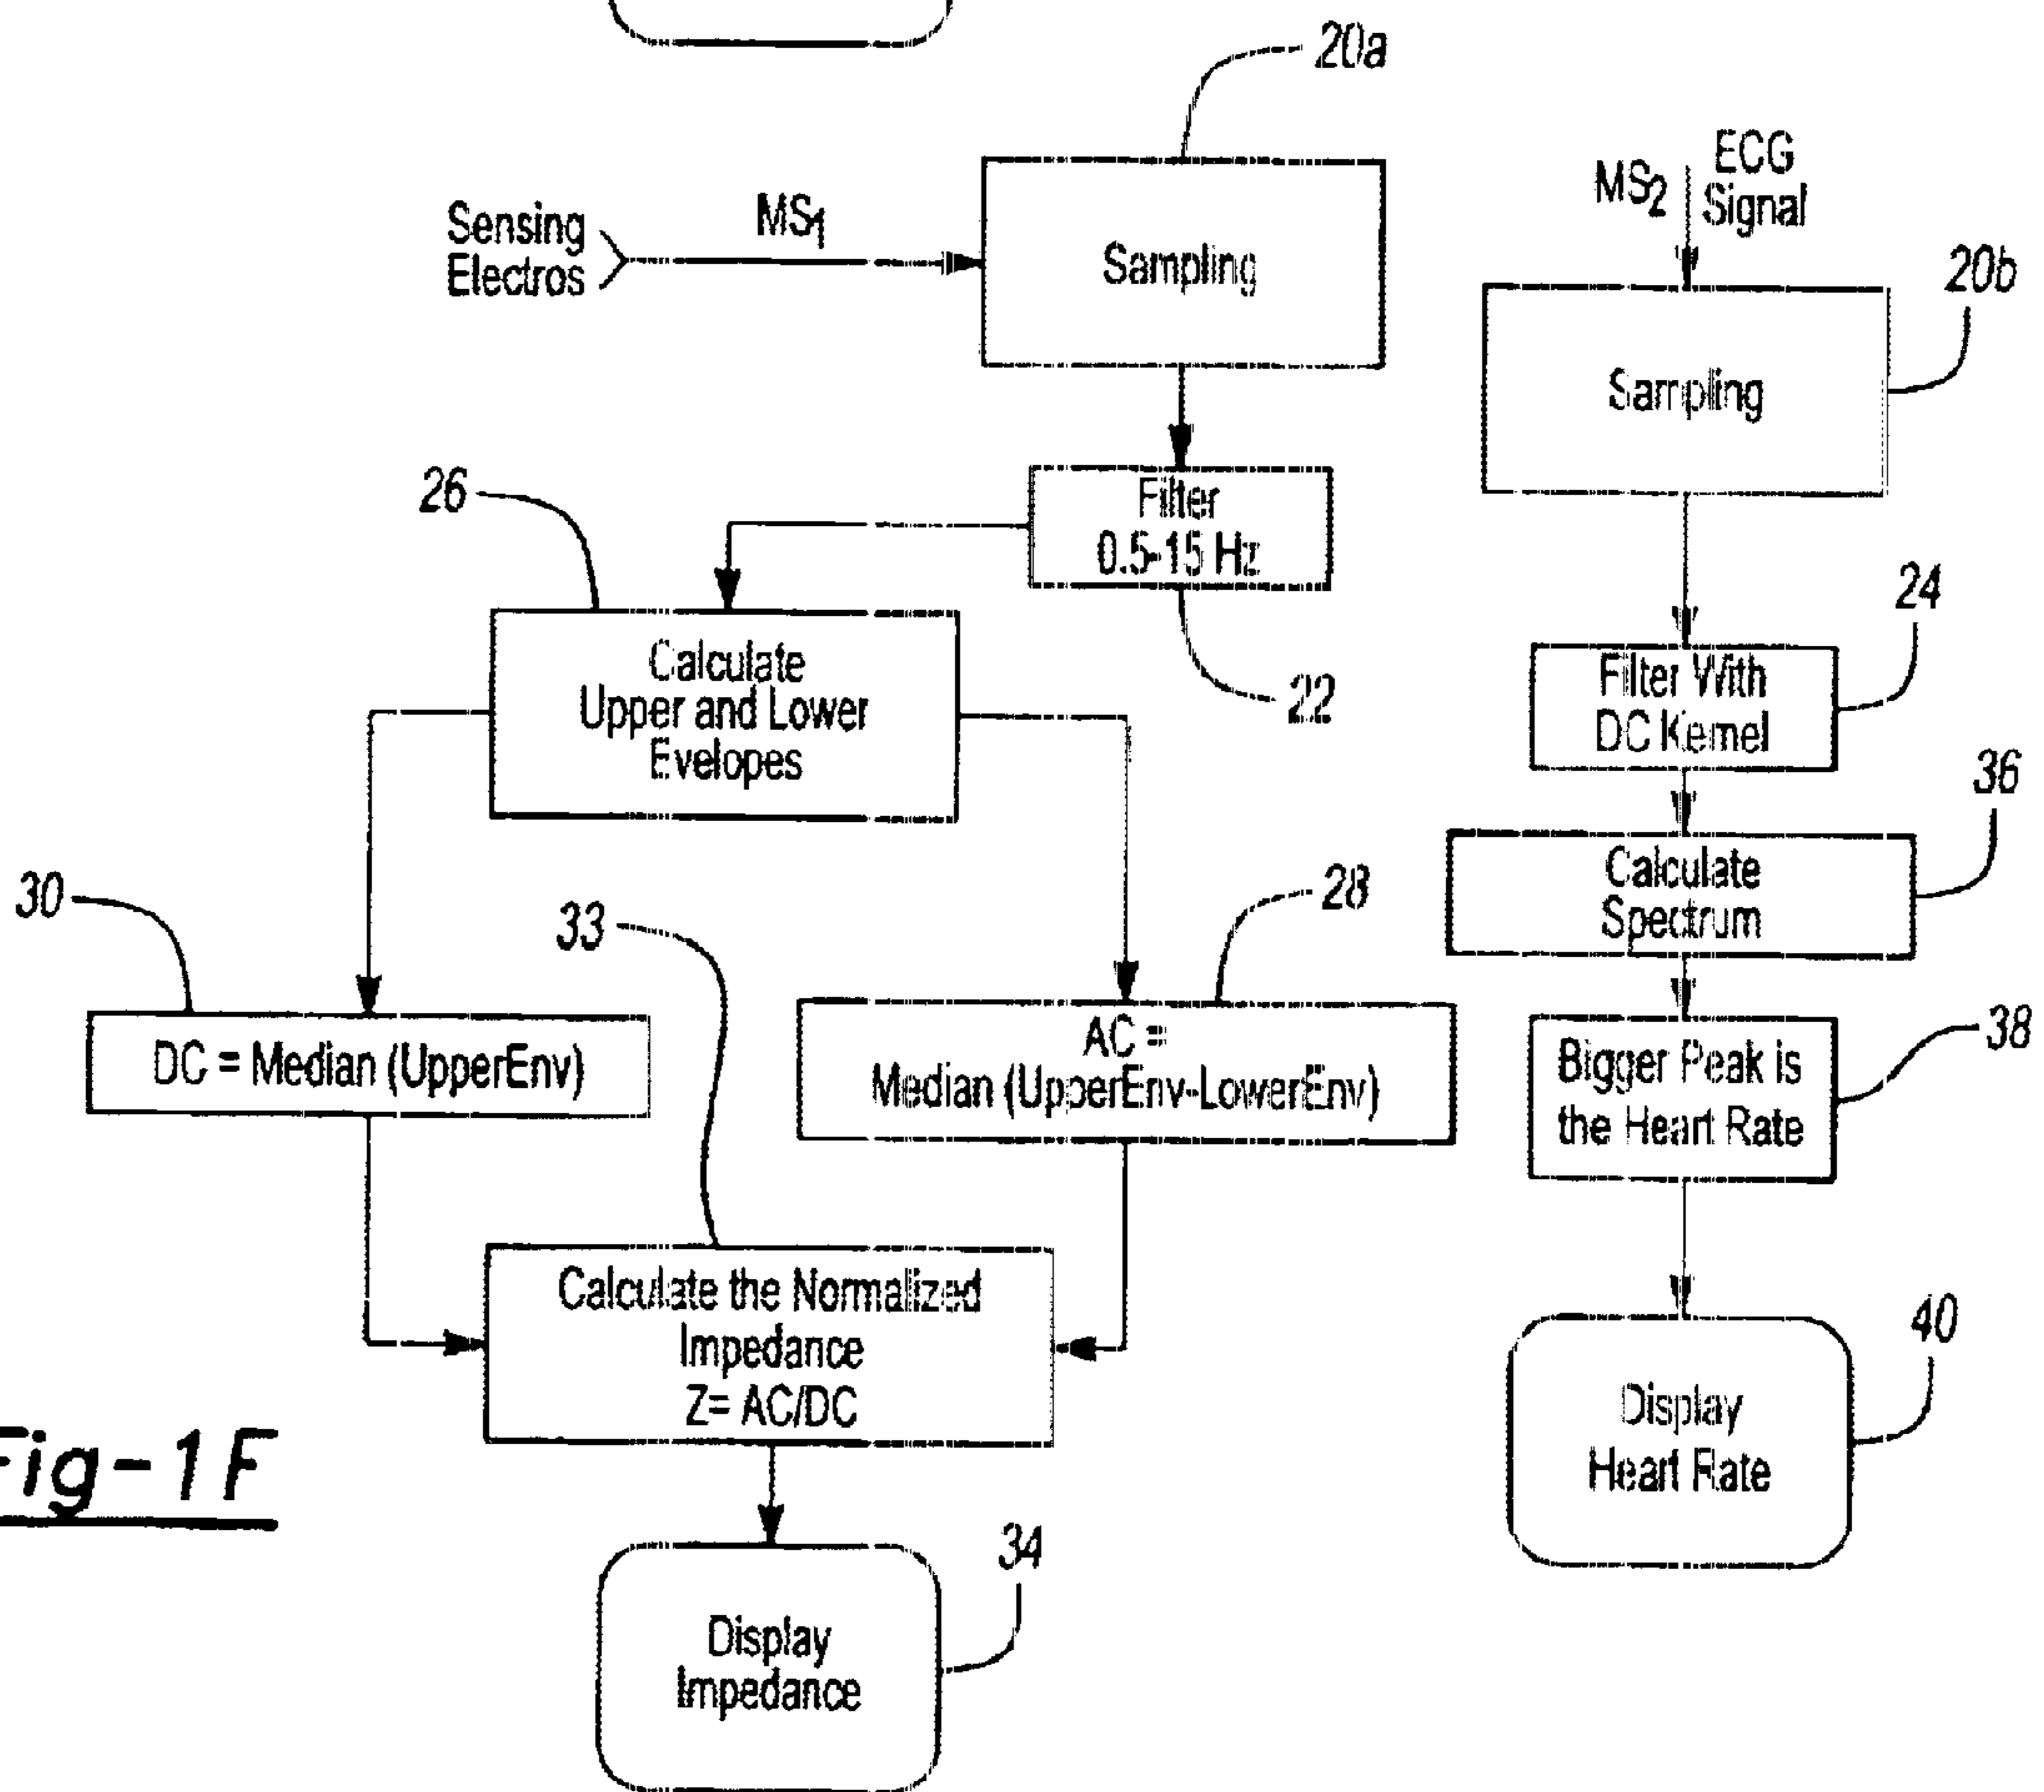 20a
Sensing
Electros
MS1
Sampling
MS2
ECG
Signal
20b
Sampling
26
Filter
0.5-15 Hz
22
24
Filter With
DC Kernel
Calculate
Upper and Lower
Evelopes
36
Calculate
Spectrum
30
33
28
DC = Median (UpperEnv)
AC =
Median (UpperEnv-LowerEnv)
38
Bigger Peak is
the Heart Rate
Calculate the Normalized
Impedance
Z= AC/DC
40
Display
Heart Rate
Fig-1F
34
Display
Impedance